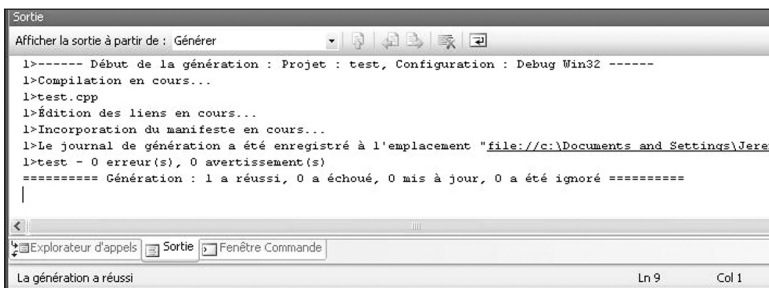 Sortie
Afficher la sortie à partir de : Générer
1>------ Début de la génération : Projet : test, Configuration : Debug Win32 ------
1>Compilation en cours...
1>test.cpp
1>Édition des liens en cours...
1>Incorporation du manifeste en cours...
1>Le journal de génération a été enregistré à l'emplacement "file://c:\Documents and Settings\Jere
1>test - 0 erreur(s), 0 avertissement(s)
========== Génération : 1 a réussi, 0 a échoué, 0 mis à jour, 0 a été ignoré ==========
Explorateur d'appels Sortie Fenêtre Commande
La génération a réussi Ln 9 Col 1